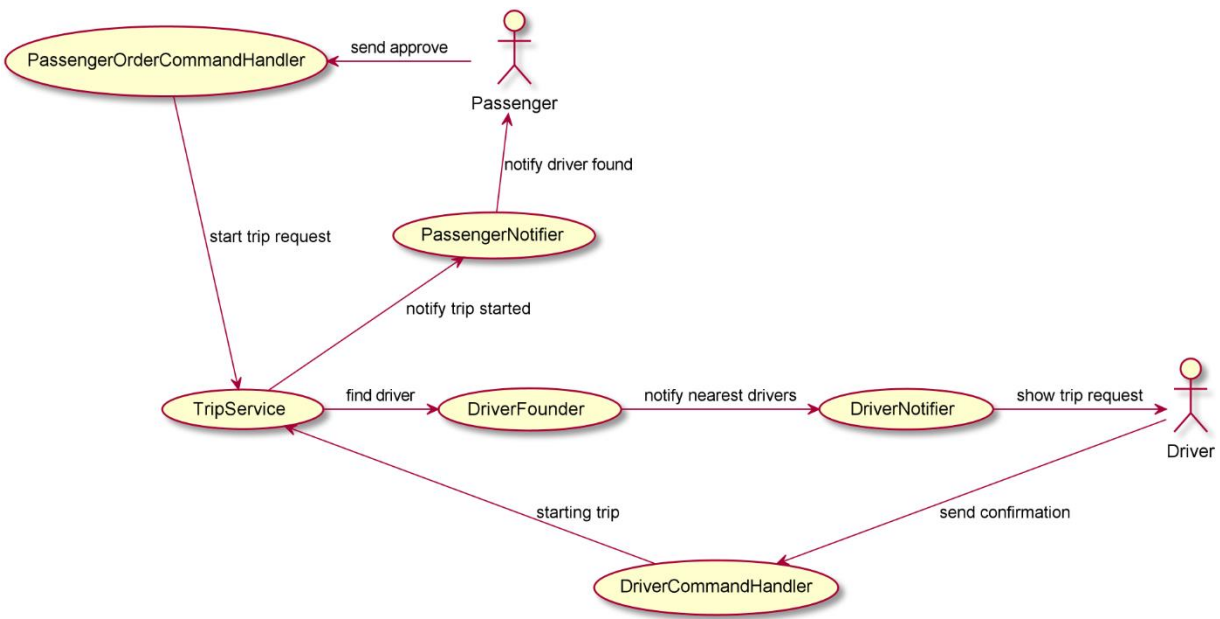 send approve
PassengerOrderCommandHandler
Passenger
notify driver found
start trip request
PassengerNotifier
notify trip started
TripService
find driver
DriverFounder
notify nearest drivers
DriverNotifier
show trip request
Driver
starting trip
send confirmation
DriverCommandHandler